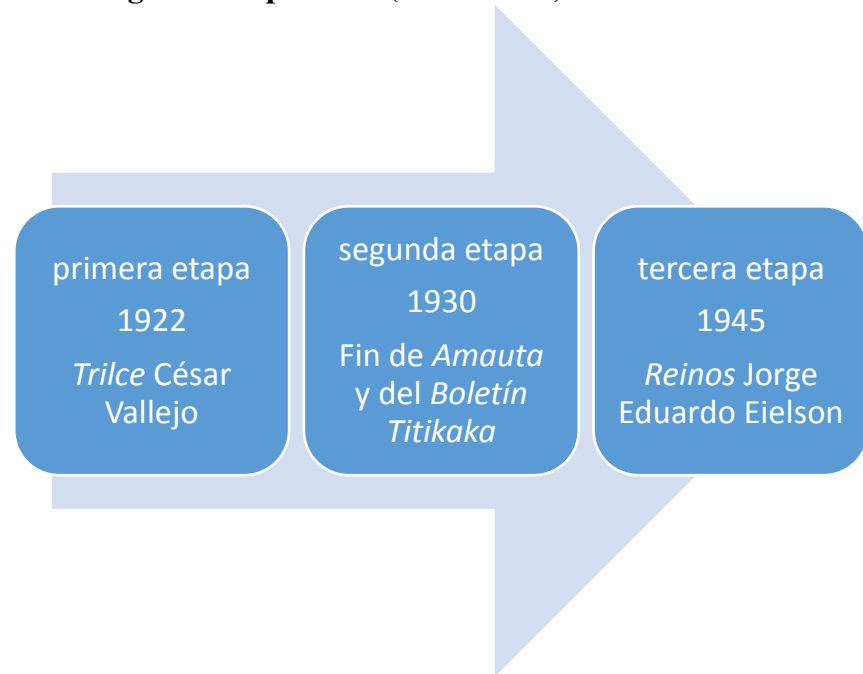 primera etapa
1922
Trilce César
Vallejo
segunda etapa
1930
Fin de Amauta
y del Boletín
Titikaka
tercera etapa
1945
Reinos Jorge
Eduardo Eielson